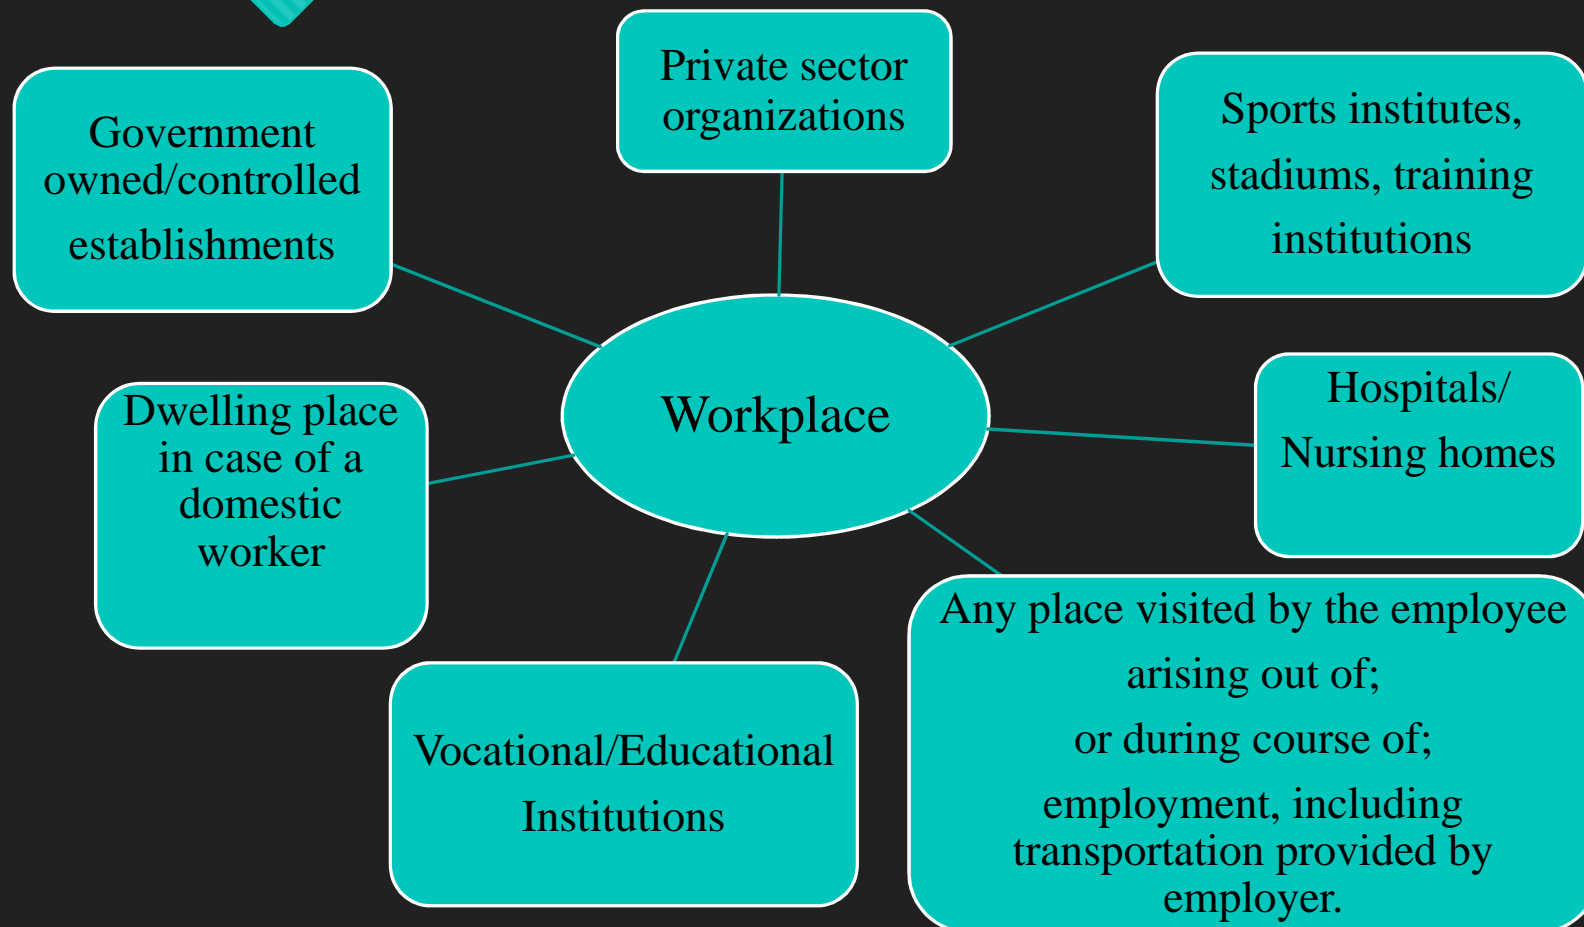 Private sector
organizations
Government
owned/controlled
establishments
Sports institutes,
stadiums, training
institutions
Workplace
Dwelling place
in case of a
domestic
worker
Hospitals/
Nursing homes
Vocational/Educational
Institutions
Any place visited by the employee
arising out of;
or during course of;
employment, including
transportation provided by
employer.